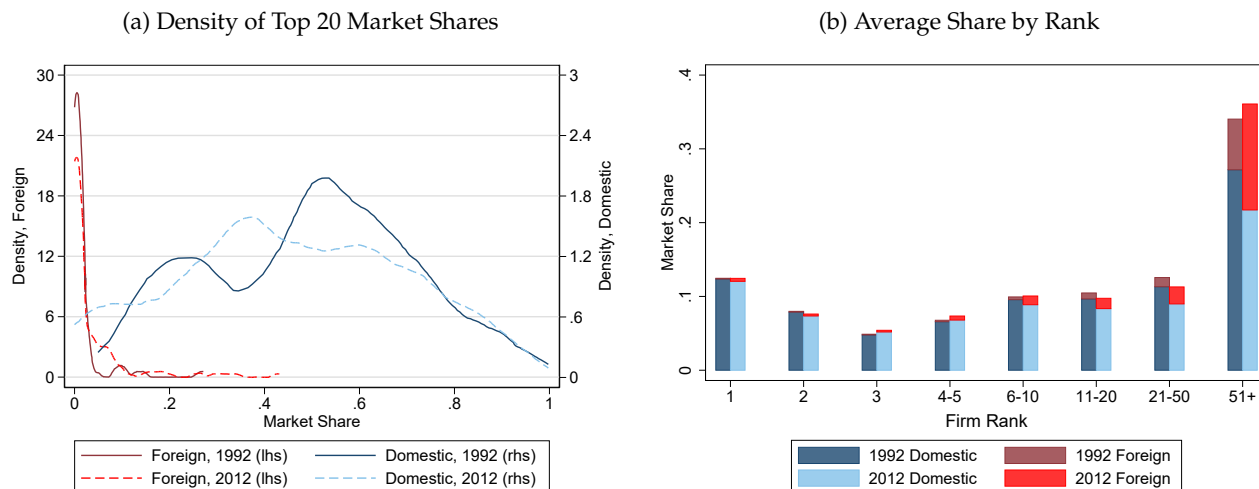 (a) Density of Top 20 Market Shares
30
24
18
12
6
0
Density, Foreign
3
2.4
1.8
1.2
.6
0
Density, Domestic
0 .2 .4 .6 .8 1
Market Share
Foreign, 1992 (lhs) Domestic, 1992 (rhs)
Foreign, 2012 (lhs) Domestic, 2012 (rhs)
(b) Average Share by Rank
.4
.3
.2
.1
0
Market Share
1 2 3 4-5 6-10 11-20 21-50 51+
Firm Rank
1992 Domestic 1992 Foreign
2012 Domestic 2012 Foreign